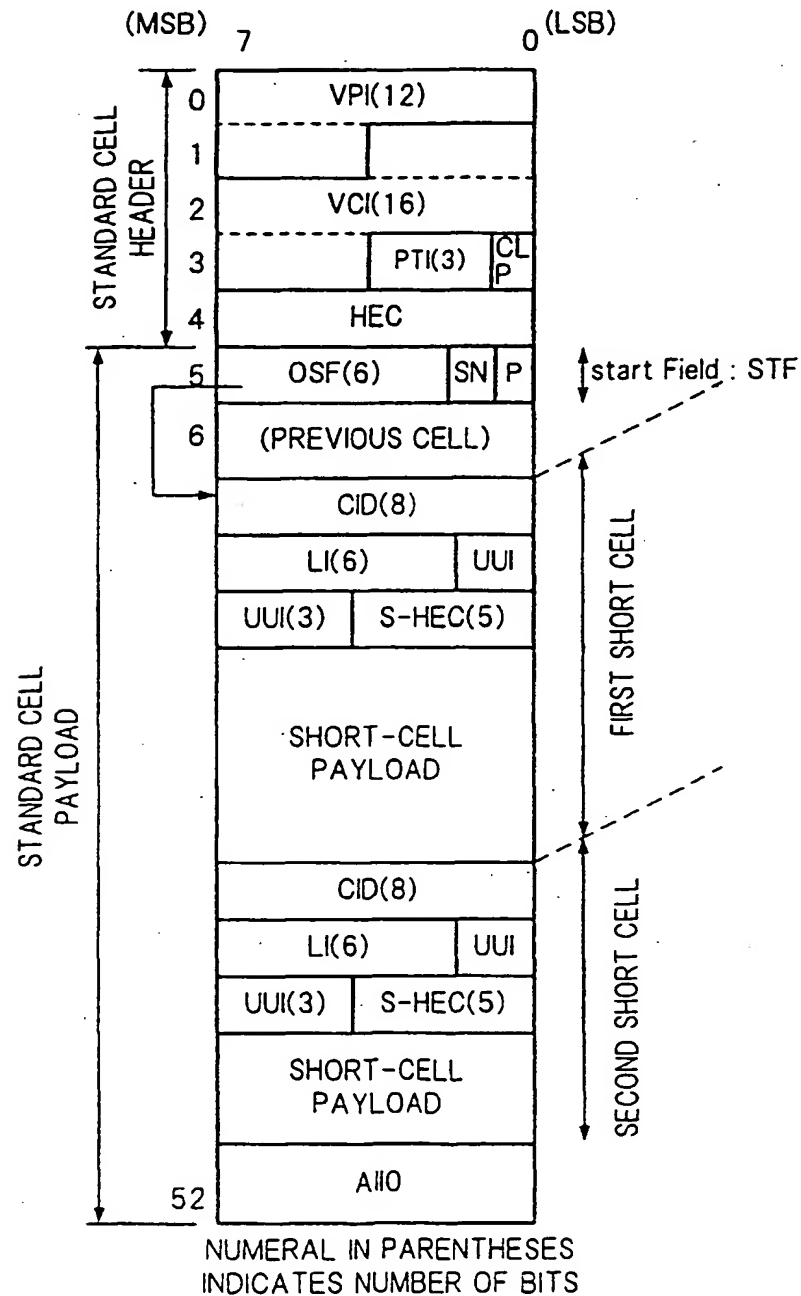 (MSB) 7 0 (LSB)
STANDARD CELL
HEADER
0 VPI(12)
1
2 VCI(16)
3 PTI(3) CL
P
4 HEC
STANDARD CELL
PAYLOAD
5 OSF(6) SN P
start Field : STF
6 (PREVIOUS CELL)
FIRST SHORT CELL
CID(8)
LI(6) UUI
UUI(3) S-HEC(5)
SHORT-CELL
PAYLOAD
SECOND SHORT CELL
CID(8)
LI(6) UUI
UUI(3) S-HEC(5)
SHORT-CELL
PAYLOAD
52 All0
NUMERAL IN PARENTHESES
INDICATES NUMBER OF BITS